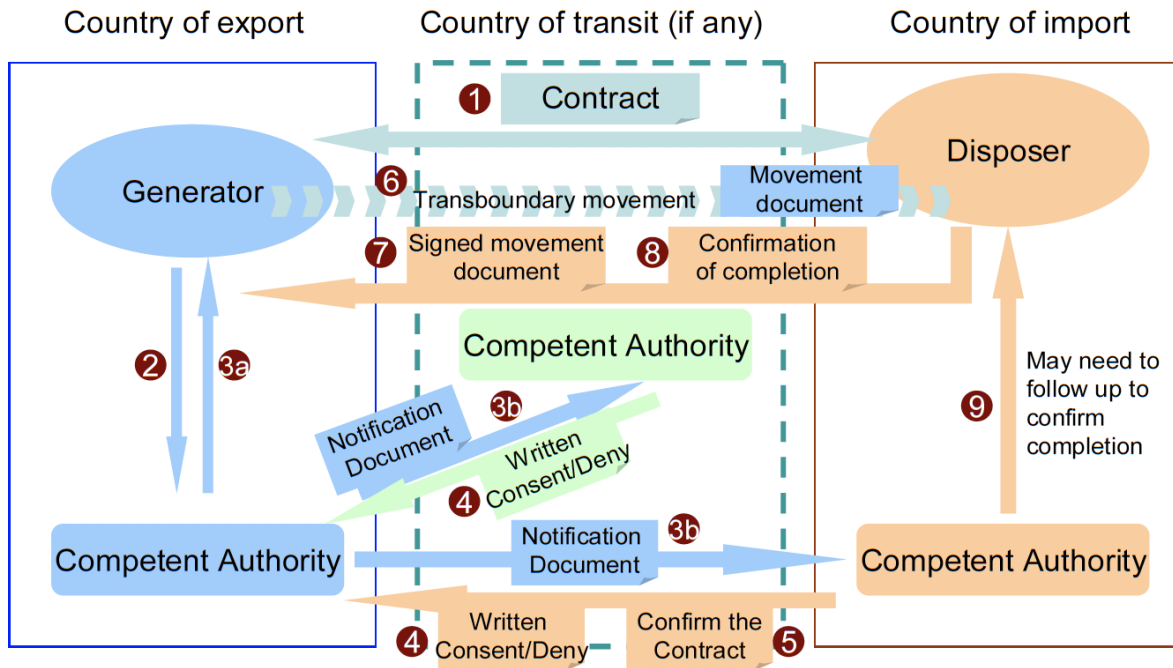 Country of export
Country of transit (if any)
Country of import
1
Contract
Generator
Disposer
6
Transboundary movement
Movement
document
7
Signed movement
document
8
Confirmation
of completion
2
3a
Competent Authority
3b
Notification
Document
4
Written
Consent/Deny
9
May need to
follow up to
confirm
completion
Competent Authority
Notification
Document
3b
Competent Authority
4
Written
Consent/Deny
Confirm the
Contract
5